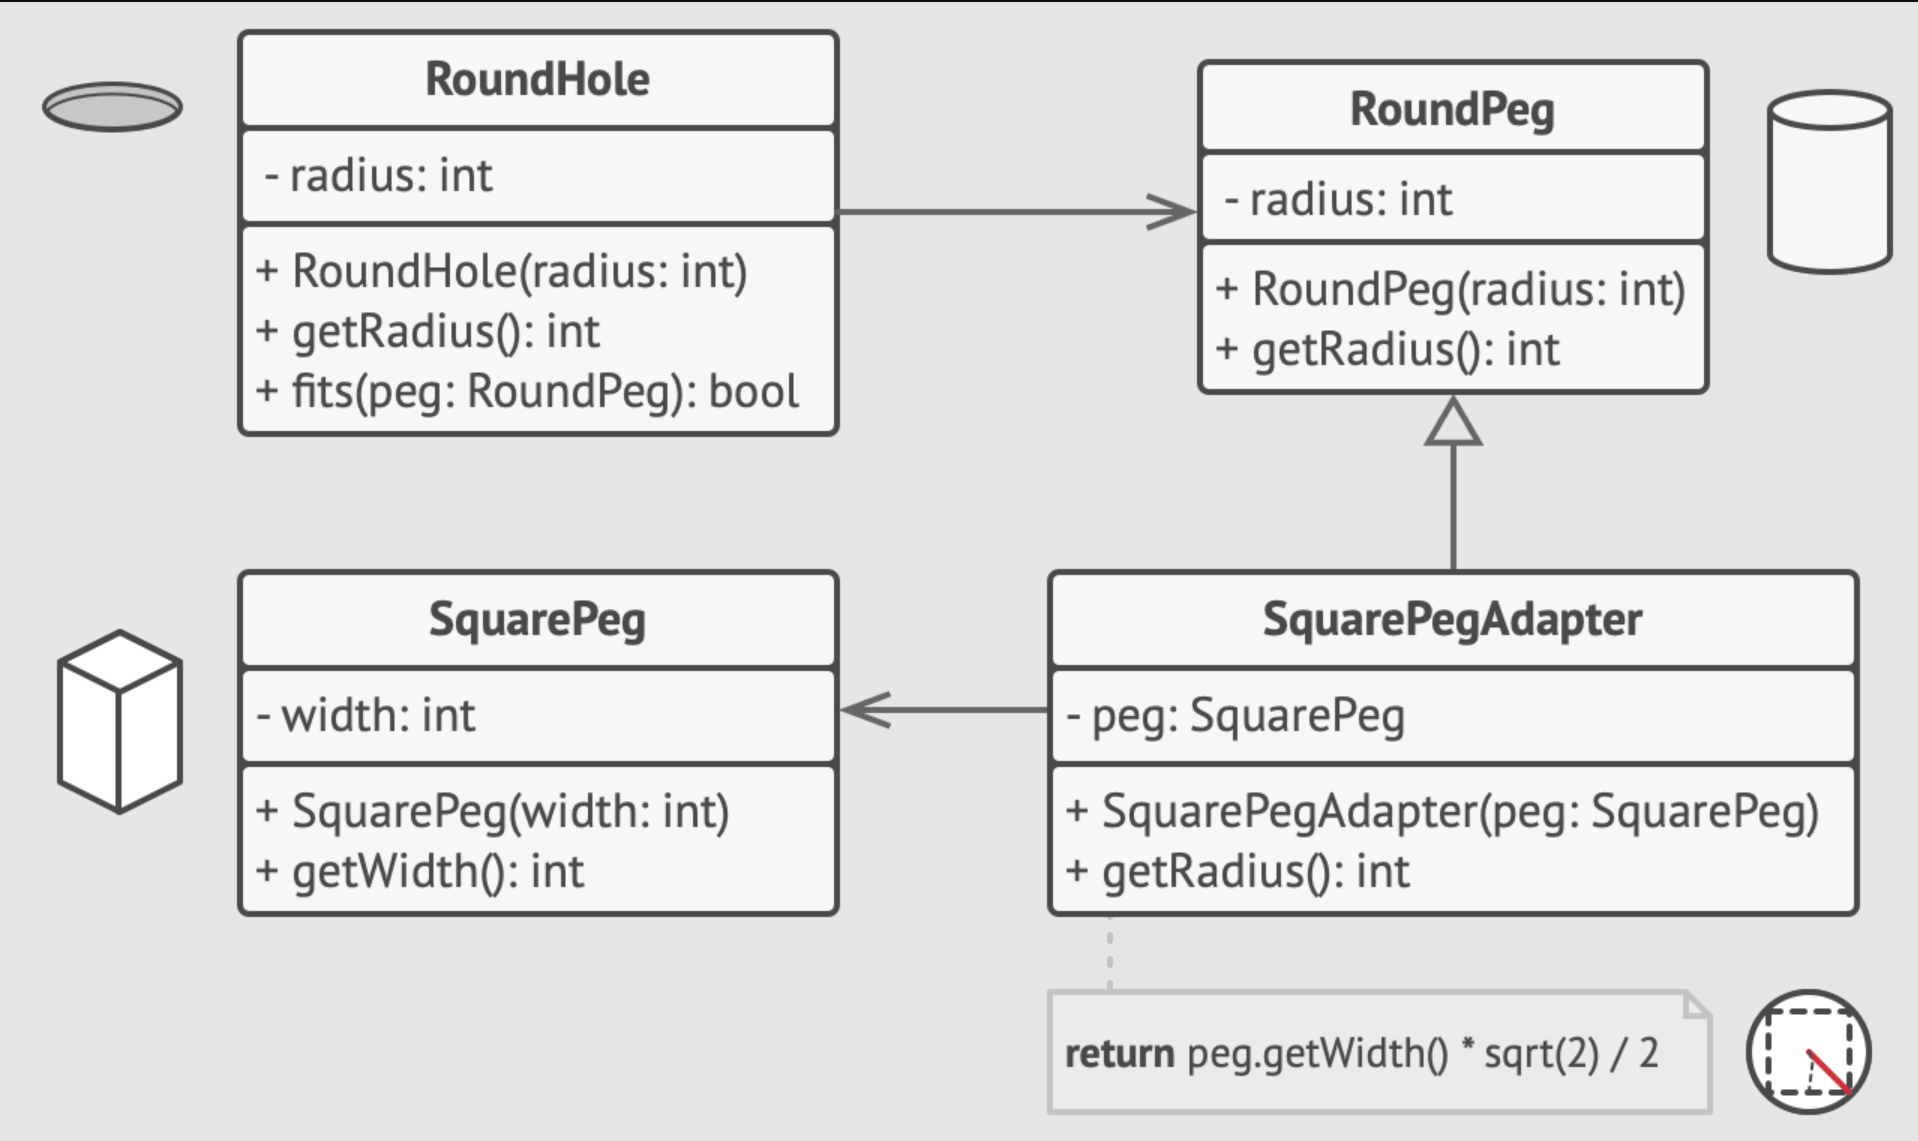 RoundHole
- radius: int
+ RoundHole(radius: int)
+ getRadius(): int
+ fits(peg: RoundPeg): bool
RoundPeg
- radius: int
+ RoundPeg(radius: int)
+ getRadius(): int
SquarePeg
- width: int
+ SquarePeg(width: int)
+ getWidth(): int
SquarePegAdapter
- peg: SquarePeg
+ SquarePegAdapter(peg: SquarePeg)
+ getRadius(): int
return peg.getWidth() * sqrt(2) / 2